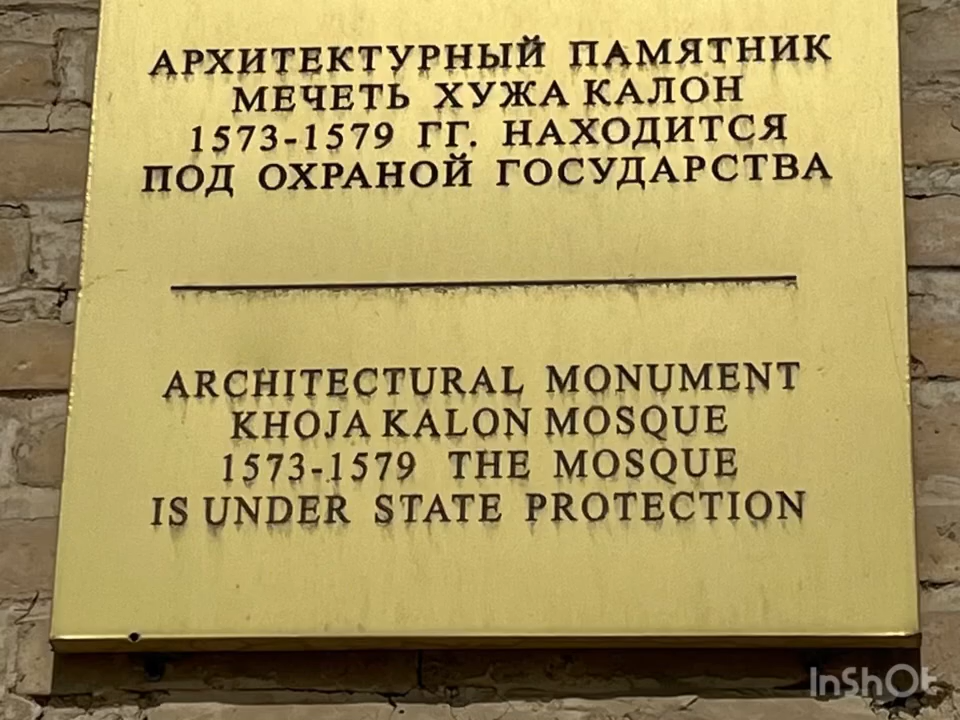 АРХИТЕКТУРНЫЙ ПАМЯТНИК
МЕЧЕТЬ ХУЖА КАЛОН
1573-1579 ГГ. НАХОДИТСЯ
ПОД ОХРАНОЙ ГОСУДАРСТВА
ARCHITECTURAL MONUMENT
KHOJA KALON MOSQUE
1573-1579 THE MOSQUE
IS UNDER STATE PROTECTION
InShOt